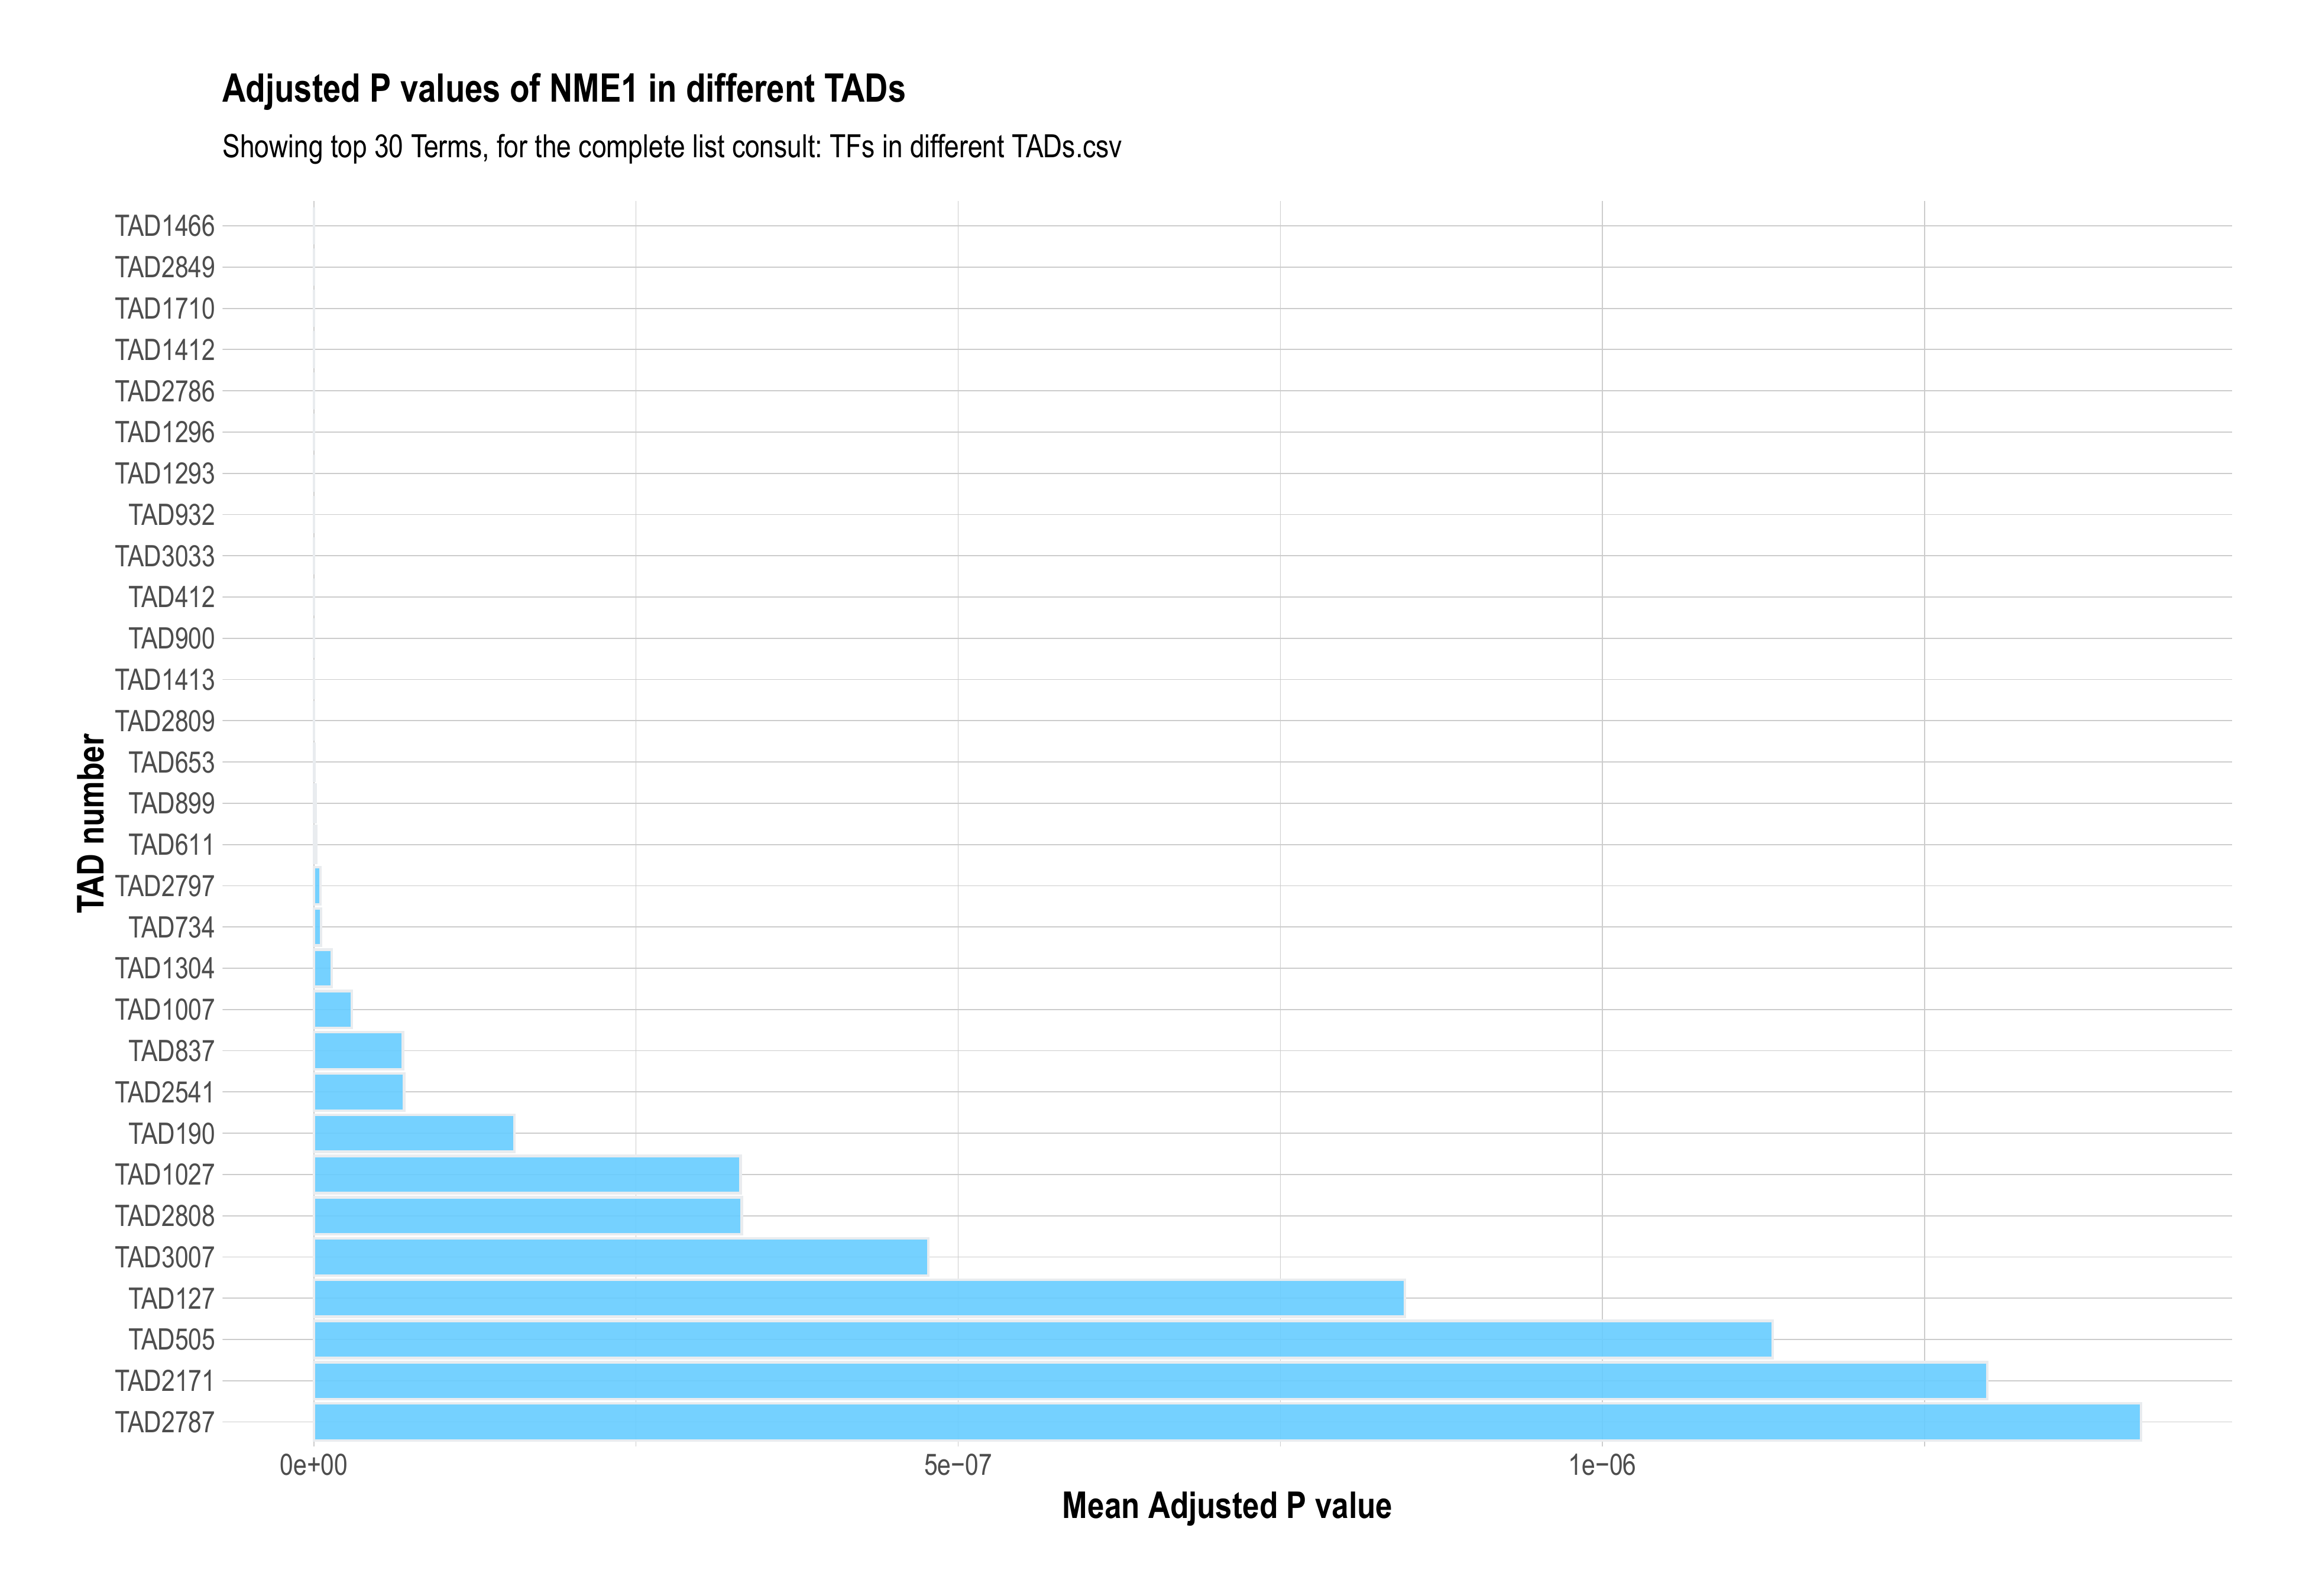 Adjusted P values of NME1 in different TADs
Showing top 30 Terms, for the complete list consult: TFs in different TADs.csv
TAD number
TAD1466
TAD2849
TAD1710
TAD1412
TAD2786
TAD1296
TAD1293
TAD932
TAD3033
TAD412
TAD900
TAD1413
TAD2809
TAD653
TAD899
TAD611
TAD2797
TAD734
TAD1304
TAD1007
TAD837
TAD2541
TAD190
TAD1027
TAD2808
TAD3007
TAD127
TAD505
TAD2171
TAD2787
0e+00 5e−07 1e−06
Mean Adjusted P value